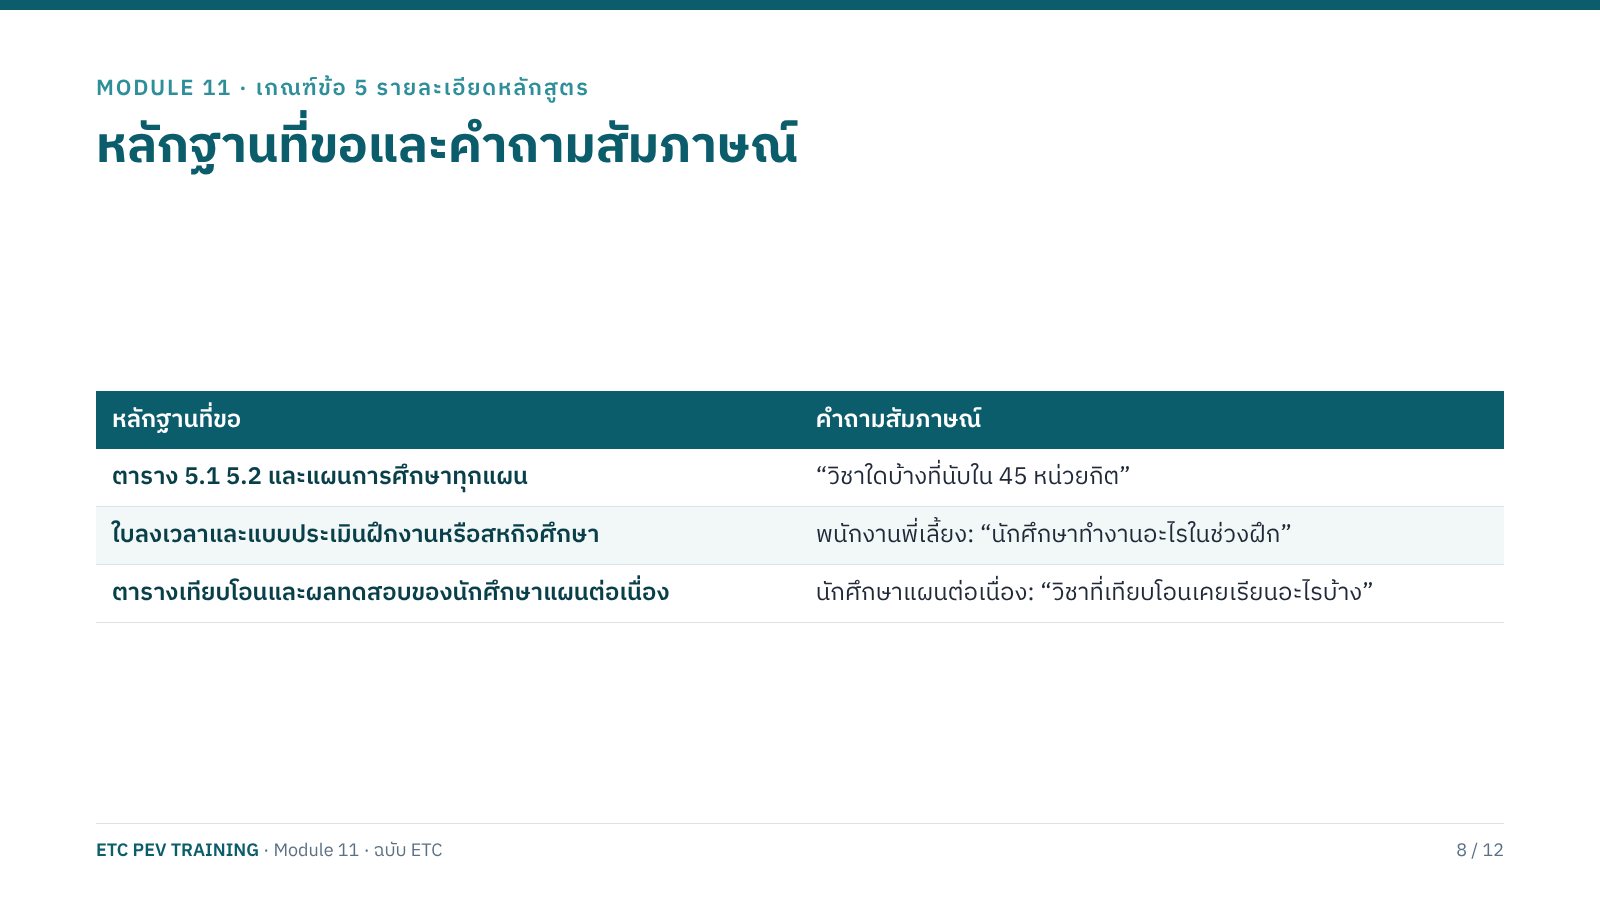 MODULE 11 · เกณฑ์ข้อ 5 รายละเอียดหลักสูตร
หลักฐานที่ขอและคำถามสัมภาษณ์
หลักฐานที่ขอ
คำถามสัมภาษณ์
ตาราง 5.1 5.2 และแผนการศึกษาทุกแผน
“วิชาใดบ้างที่นับใน 45 หน่วยกิต”
ใบลงเวลาและแบบประเมินฝึกงานหรือสหกิจศึกษา
พนักงานพี่เลี้ยง: “นักศึกษาทำงานอะไรในช่วงฝึก”
ตารางเทียบโอนและผลทดสอบของนักศึกษาแผนต่อเนื่อง
นักศึกษาแผนต่อเนื่อง: “วิชาที่เทียบโอนเคยเรียนอะไรบ้าง”
ETC PEV TRAINING · Module 11 · ฉบับ ETC
8 / 12